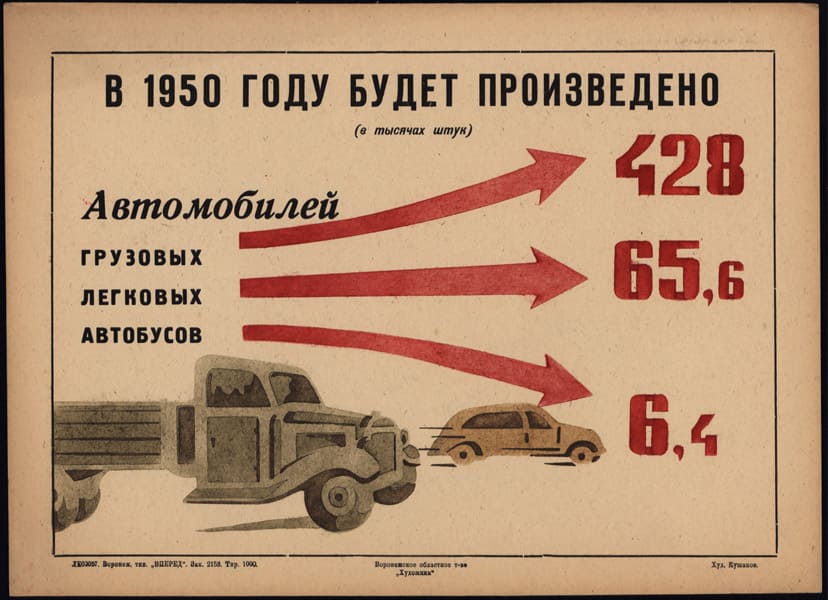 В 1950 ГОДУ БУДЕТ ПРОИЗВЕДЕНО
(в тысячах штук)
Автомобилей
ГРУЗОВЫХ 428
ЛЕГКОВЫХ 65,6
АВТОБУСОВ 6,4
Воронеж. тип. „ВПЕРЕД“. Зак. 2158. Тир. 1000.
Воронежское областное т-во
„Художник“
Худ. Кушаков.